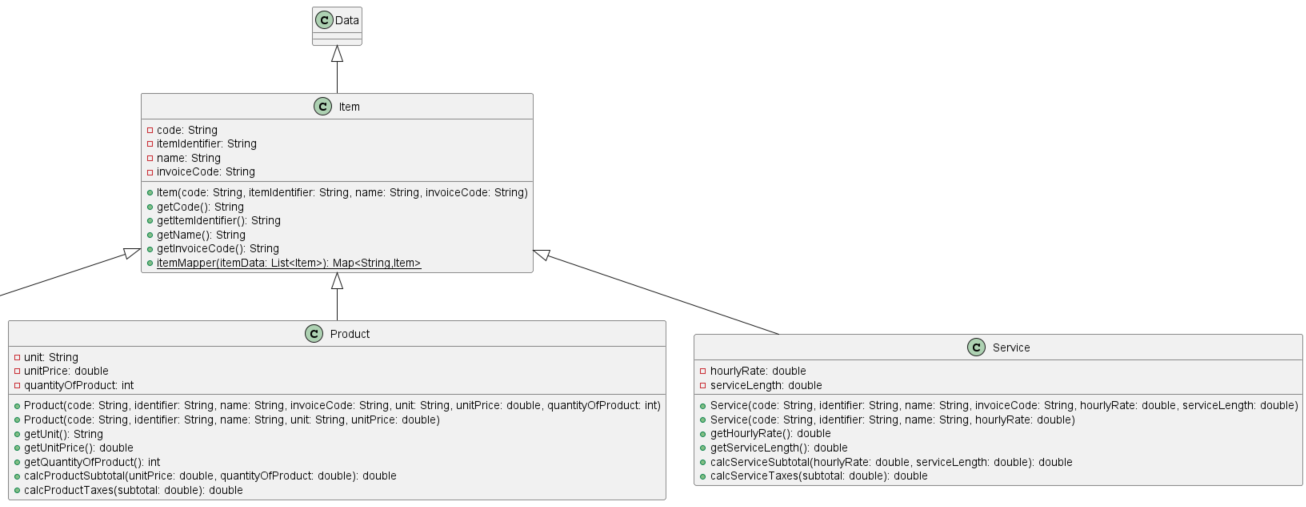 C Data
C Item
code: String
itemIdentifier: String
name: String
invoiceCode: String
Item(code: String, itemIdentifier: String, name: String, invoiceCode: String)
getCode(): String
getItemIdentifier(): String
getName(): String
getInvoiceCode(): String
itemMapper(itemData: List<Item>): Map<String,Item>
C Product
unit: String
unitPrice: double
quantityOfProduct: int
Product(code: String, identifier: String, name: String, invoiceCode: String, unit: String, unitPrice: double, quantityOfProduct: int)
Product(code: String, identifier: String, name: String, unit: String, unitPrice: double)
getUnit(): String
getUnitPrice(): double
getQuantityOfProduct(): int
calcProductSubtotal(unitPrice: double, quantityOfProduct: double): double
calcProductTaxes(subtotal: double): double
C Service
hourlyRate: double
serviceLength: double
Service(code: String, identifier: String, name: String, invoiceCode: String, hourlyRate: double, serviceLength: double)
Service(code: String, identifier: String, name: String, hourlyRate: double)
getHourlyRate(): double
getServiceLength(): double
calcServiceSubtotal(hourlyRate: double, serviceLength: double): double
calcServiceTaxes(subtotal: double): double